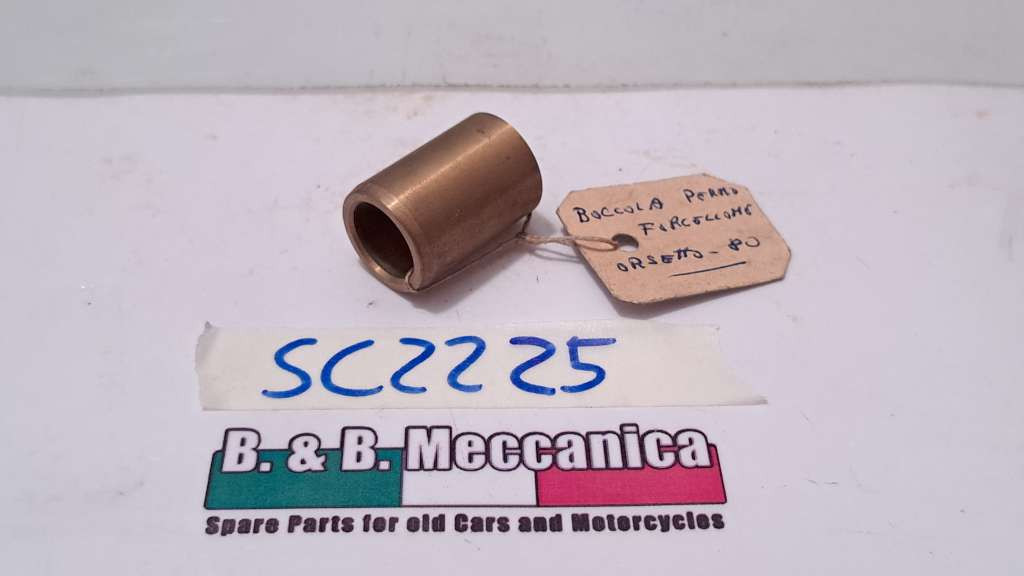 BOCCOLA PERNO
FORCELLONE
ORSETTO - 80
SC2225
B. & B. Meccanica
Spare Parts for old Cars and Motorcycles